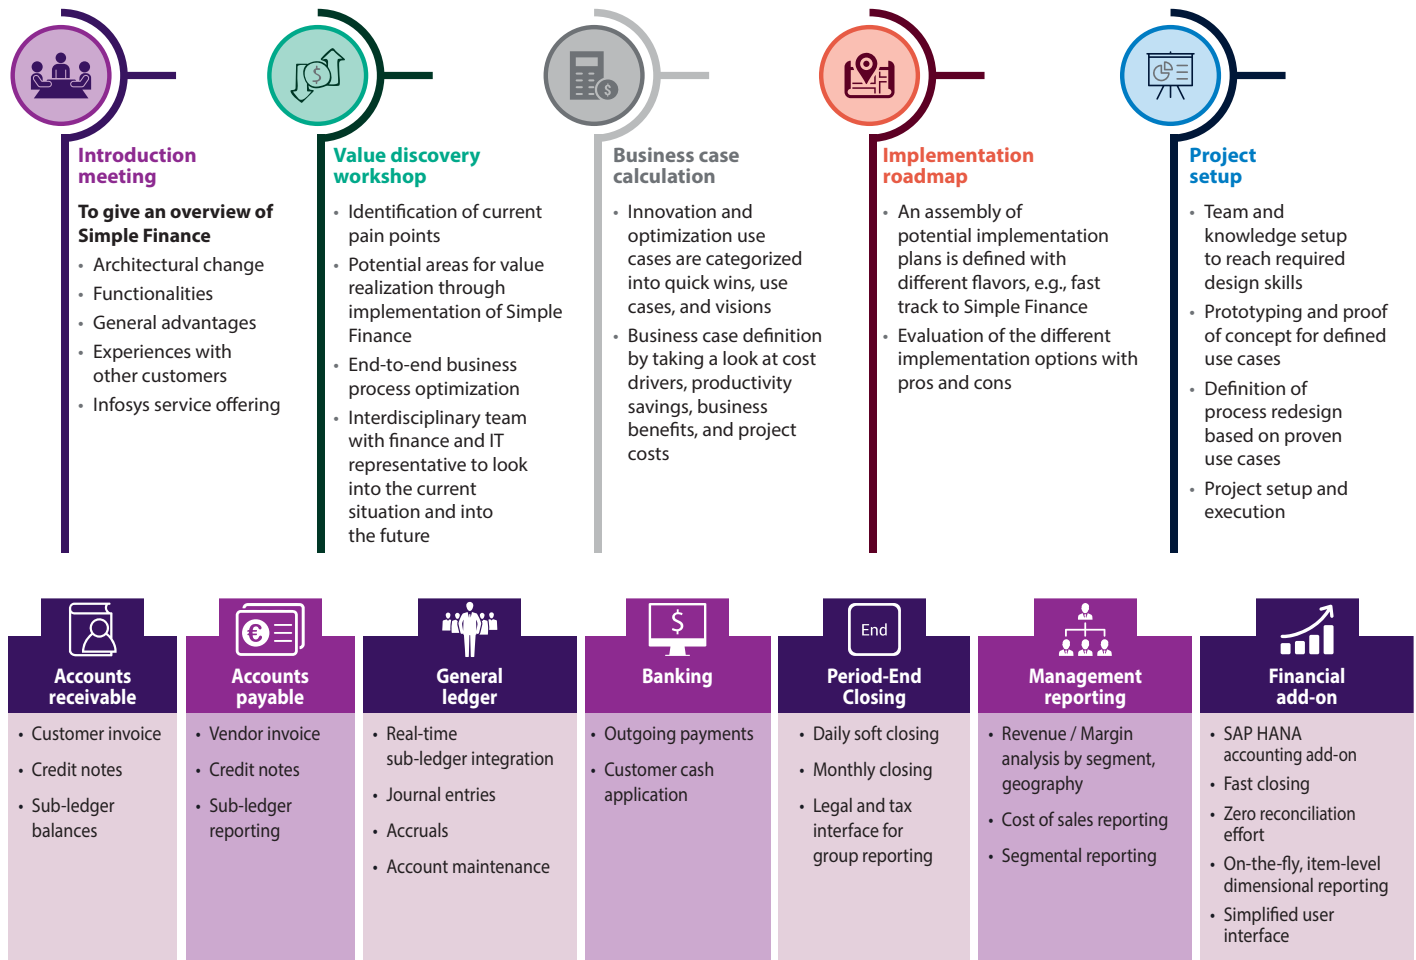 Introduction
meeting
To give an overview of
Simple Finance
• Architectural change
• Functionalities
• General advantages
• Experiences with
other customers
• Infosys service offering
Value discovery
workshop
• Identification of current
pain points
• Potential areas for value
realization through
implementation of Simple
Finance
• End-to-end business
process optimization
• Interdisciplinary team
with finance and IT
representative to look
into the current
situation and into
the future
Business case
calculation
• Innovation and
optimization use
cases are categorized
into quick wins, use
cases, and visions
• Business case definition
by taking a look at cost
drivers, productivity
savings, business
benefits, and project
costs
Implementation
roadmap
• An assembly of
potential implementation
plans is defined with
different flavors, e.g., fast
track to Simple Finance
• Evaluation of the different
implementation options with
pros and cons
Project
setup
• Team and
knowledge setup
to reach required
design skills
• Prototyping and proof
of concept for defined
use cases
• Definition of
process redesign
based on proven
use cases
• Project setup and
execution
Accounts
receivable
• Customer invoice
• Credit notes
• Sub-ledger
balances
€
Accounts
payable
• Vendor invoice
• Credit notes
• Sub-ledger
reporting
General
ledger
• Real-time
sub-ledger integration
• Journal entries
• Accruals
• Account maintenance
$
Banking
• Outgoing payments
• Customer cash
application
End
Period-End
Closing
• Daily soft closing
• Monthly closing
• Legal and tax
interface for
group reporting
Management
reporting
• Revenue / Margin
analysis by segment,
geography
• Cost of sales reporting
• Segmental reporting
Financial
add-on
• SAP HANA
accounting add-on
• Fast closing
• Zero reconciliation
effort
• On-the-fly, item-level
dimensional reporting
• Simplified user
interface